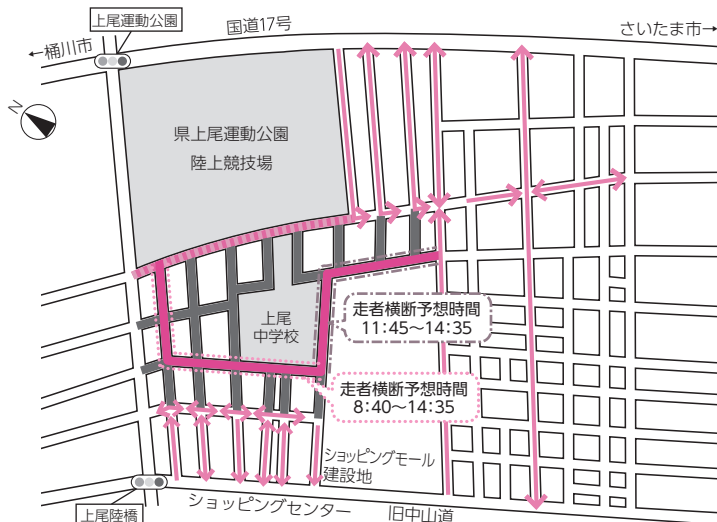 上尾運動公園
国道17号
さいたま市→
←桶川市
N
県上尾運動公園
陸上競技場
上尾
中学校
走者横断予想時間
11:45〜14:35
走者横断予想時間
8:40〜14:35
ショッピングモール
建設地
ショッピングセンター
旧中山道
上尾陸橋